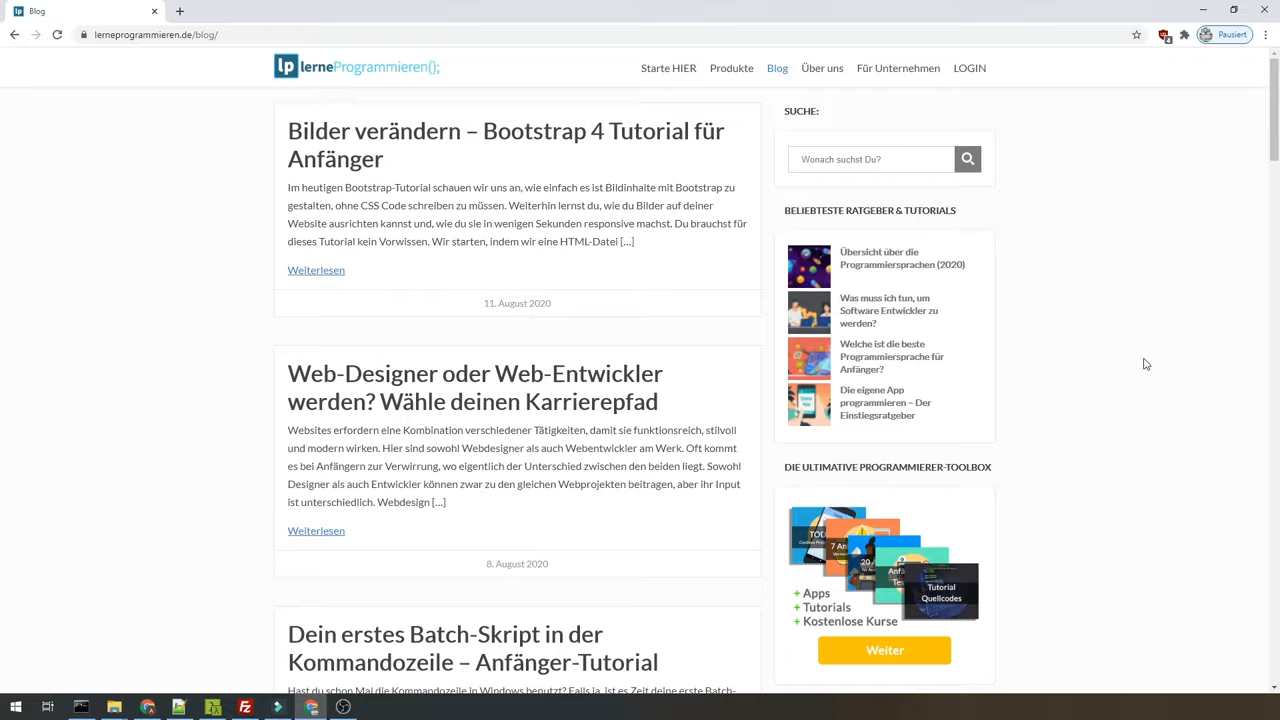 Blog
lerneprogrammieren.de/blog/
4
Pausiert
lp lerneProgrammieren();
Starte HIER Produkte Blog Über uns Für Unternehmen LOGIN
Bilder verändern – Bootstrap 4 Tutorial für
Anfänger
Im heutigen Bootstrap-Tutorial schauen wir uns an, wie einfach es ist Bildinhalte mit Bootstrap zu
gestalten, ohne CSS Code schreiben zu müssen. Weiterhin lernst du, wie du Bilder auf deiner
Website ausrichten kannst und, wie du sie in wenigen Sekunden responsive machst. Du brauchst für
dieses Tutorial kein Vorwissen. Wir starten, indem wir eine HTML-Datei […]
Weiterlesen
11. August 2020
Web-Designer oder Web-Entwickler
werden? Wähle deinen Karrierepfad
Websites erfordern eine Kombination verschiedener Tätigkeiten, damit sie funktionsreich, stilvoll
und modern wirken. Hier sind sowohl Webdesigner als auch Webentwickler am Werk. Oft kommt
es bei Anfängern zur Verwirrung, wo eigentlich der Unterschied zwischen den beiden liegt. Sowohl
Designer als auch Entwickler können zwar zu den gleichen Webprojekten beitragen, aber ihr Input
ist unterschiedlich. Webdesign […]
Weiterlesen
8. August 2020
Dein erstes Batch-Skript in der
Kommandozeile – Anfänger-Tutorial
Hast du schon Mal die Kommandozeile in Windows benutzt? Falls ja, ist es Zeit deine erste Batch-
SUCHE:
Wonach suchst Du?
BELIEBTESTE RATGEBER & TUTORIALS
Übersicht über die
Programmiersprachen (2020)
Was muss ich tun, um
Software Entwickler zu
werden?
Welche ist die beste
Programmiersprache für
Anfänger?
Die eigene App
programmieren – Der
Einstiegsratgeber
DIE ULTIMATIVE PROGRAMMIERER-TOOLBOX
Tutorial
Quellcodes
+ Apps
+ Tutorials
+ Kostenlose Kurse
Weiter